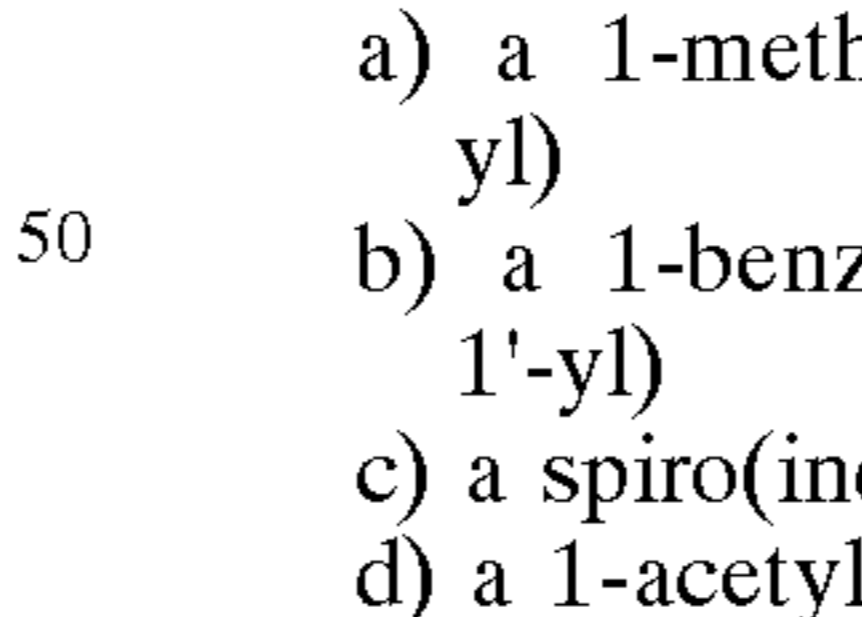 a) a 1-meth
yl)
50 b) a 1-benz
1'-yl)
c) a spiro(in
d) a 1-acetyl